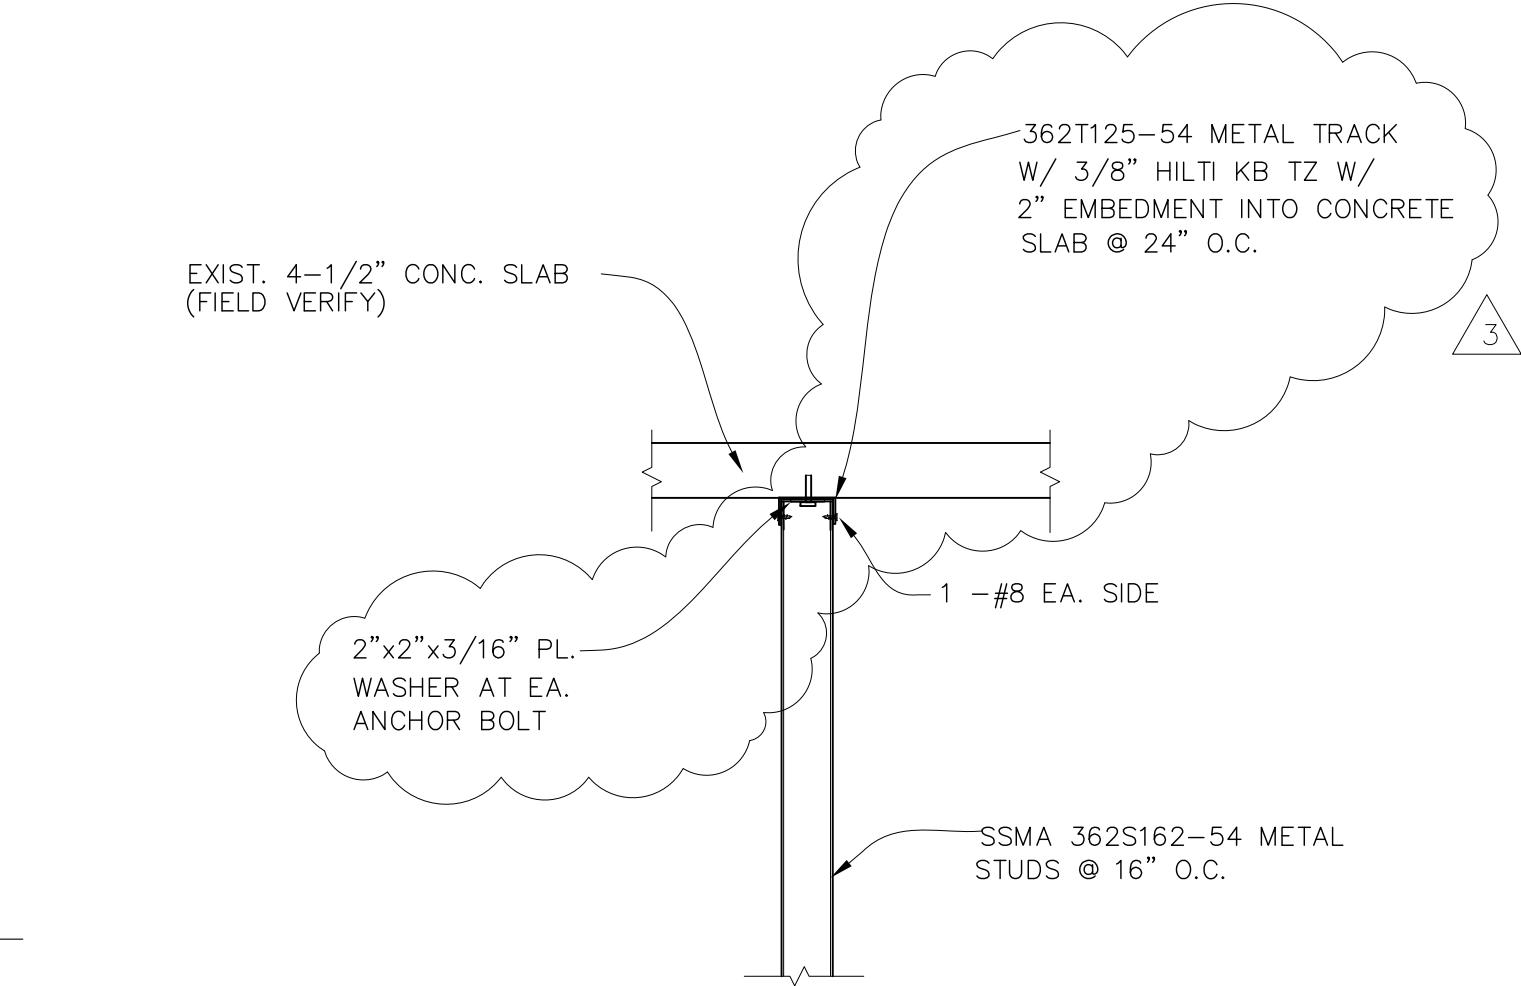 362T125-54 METAL TRACK
W/ 3/8" HILTI KB TZ W/
2" EMBEDMENT INTO CONCRETE
SLAB @ 24" O.C.
EXIST. 4-1/2" CONC. SLAB
(FIELD VERIFY)
3
1 -#8 EA. SIDE
2"x2"x3/16" PL.
WASHER AT EA.
ANCHOR BOLT
SSMA 362S162-54 METAL
STUDS @ 16" O.C.